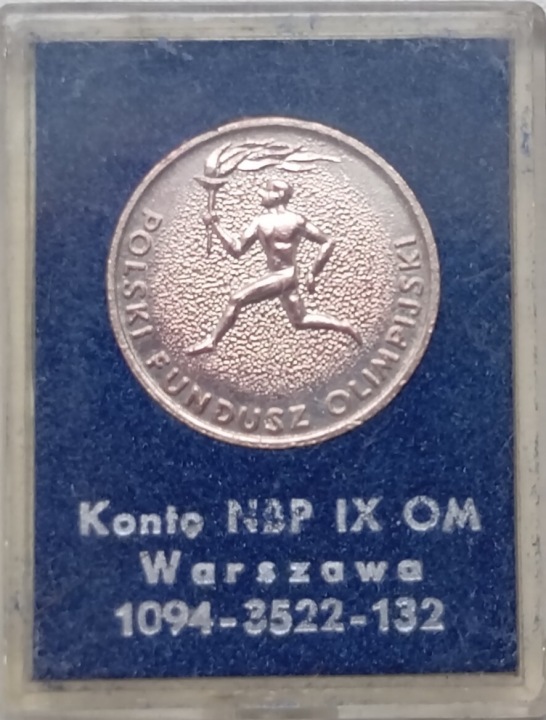 POLSKI FUNDUSZ OLIMPIJSKI
Konto NBP IX OM
Warszawa
1094-3522-132